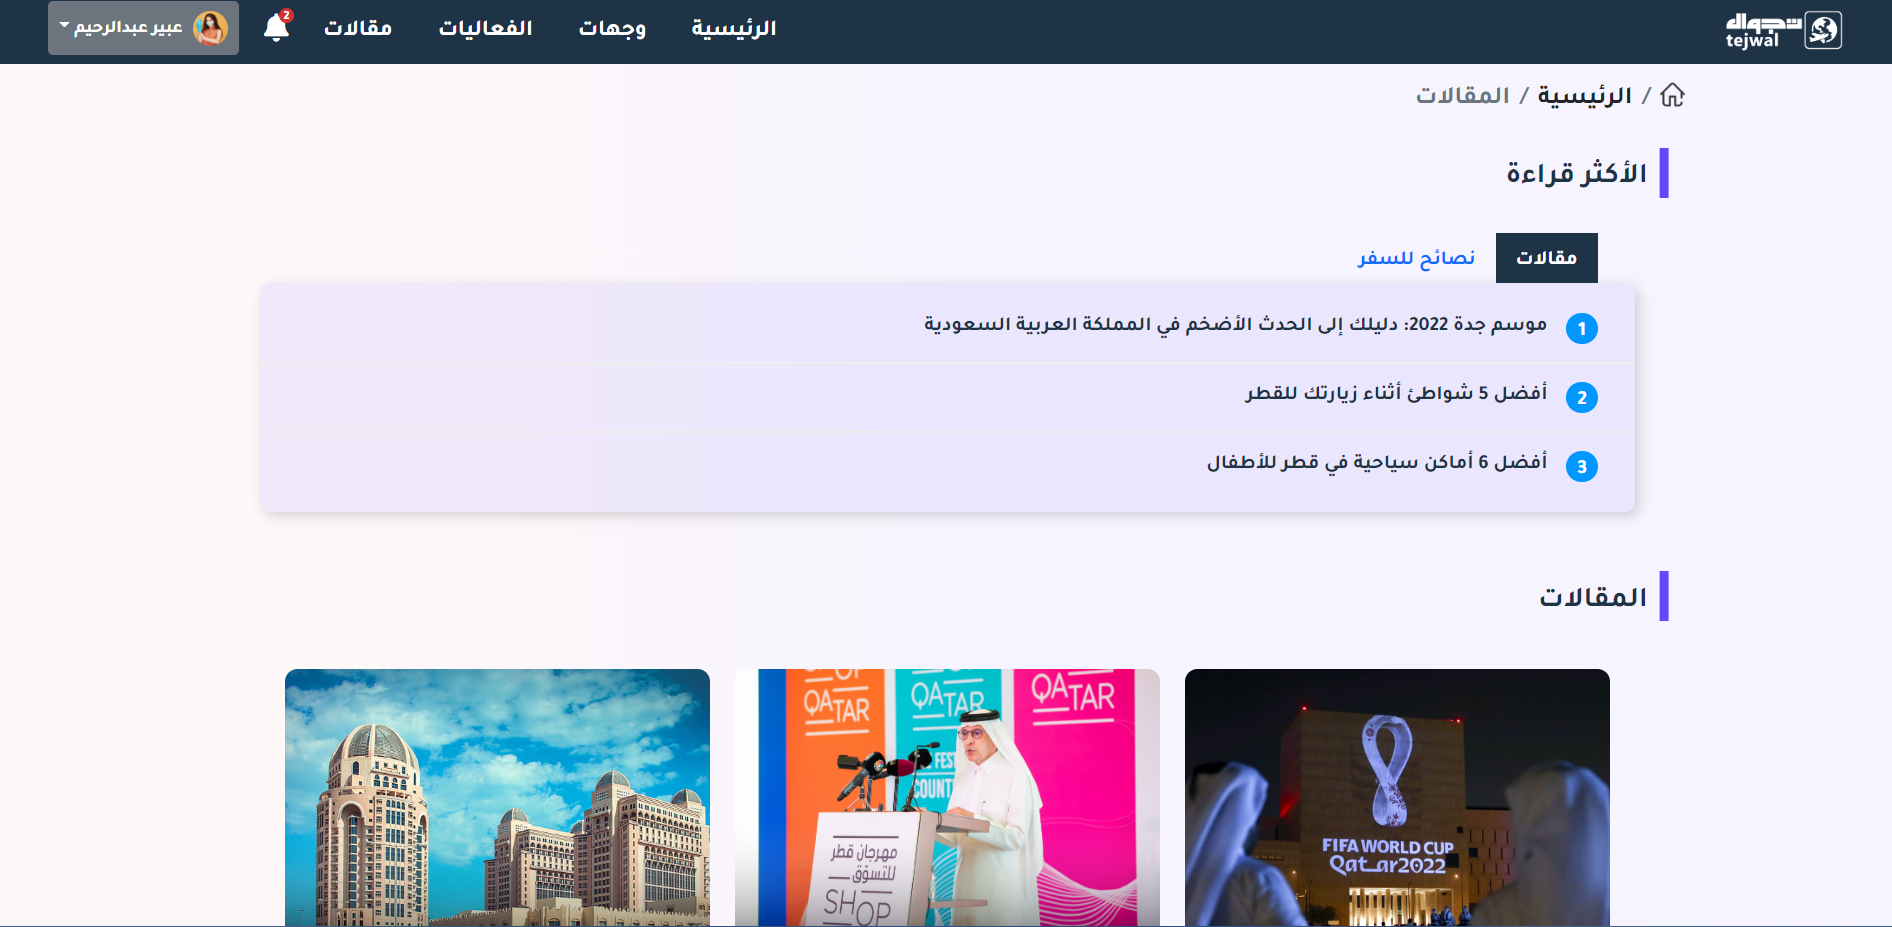 تجوال
tejwal
الرئيسية
وجهات
الفعاليات
مقالات
2
عبير عبدالرحيم
/ الرئيسية / المقالات
الأكثر قراءة
مقالات
نصائح للسفر
1 موسم جدة 2022: دليلك إلى الحدث الأضخم في المملكة العربية السعودية
2 أفضل 5 شواطئ أثناء زيارتك للقطر
3 أفضل 6 أماكن سياحية في قطر للأطفال
المقالات
FIFA WORLD CUP
Qatar2022
QATAR
QATAR
QATAR
FEST
COUNT
مهرجان قطر
للتسوّق
SHOP